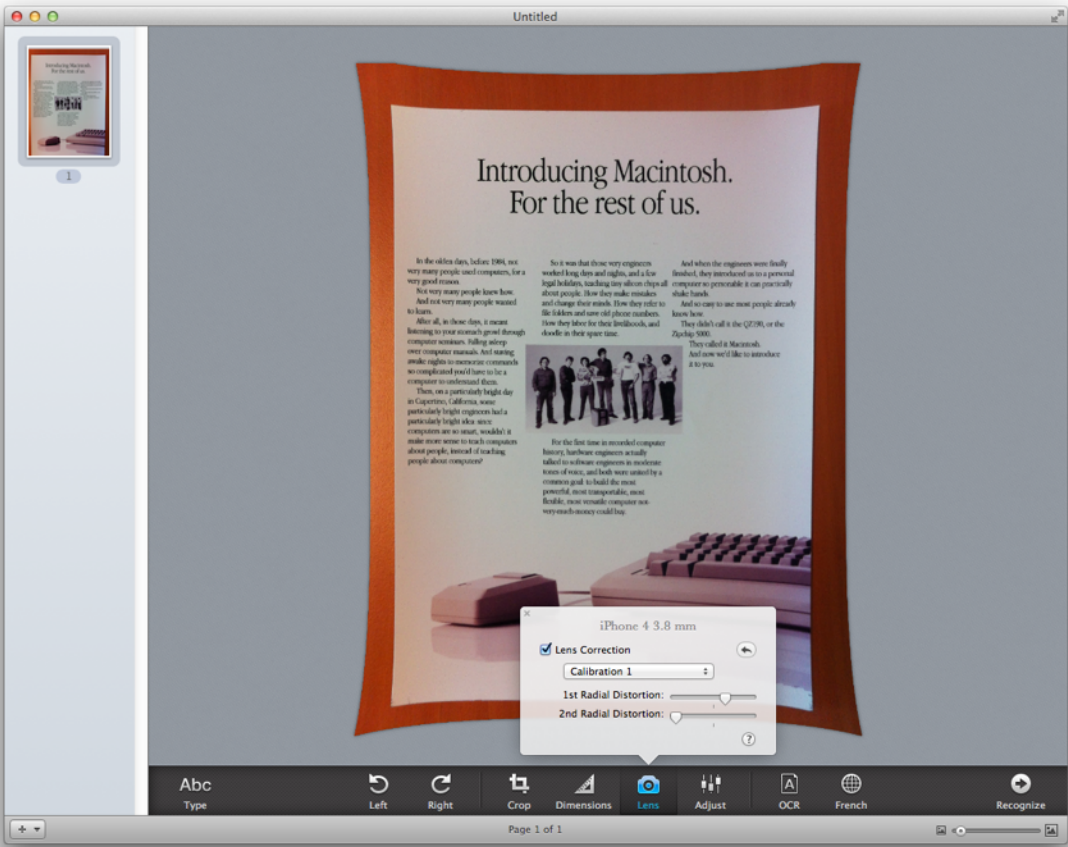 Untitled
1
Introducing Macintosh.
For the rest of us.
In the olden days, before 1984, not
very many people used computers, for a
very good reason.
Not very many people knew how.
And not very many people wanted
to learn.
After all, in those days, it meant
listening to your stomach growl through
computer seminars. Falling asleep
over computer manuals. And staying
awake nights to memorize commands
so complicated you'd have to be a
computer to understand them.
Then, on a particularly bright day
in Cupertino, California, some
particularly bright engineers had a
particularly bright idea: since
computers are so smart, wouldn't it
make more sense to teach computers
about people, instead of teaching
people about computers?
So it was that those very engineers
worked long days and nights, and a few
legal holidays, teaching tiny silicon chips all
about people. How they make mistakes
and change their minds. How they refer to
file folders and save old phone numbers.
How they labor for their livelihoods, and
doodle in their spare time.
For the first time in recorded computer
history, hardware engineers actually
talked to software engineers in moderate
tones of voice, and both were united by a
common goal: to build the most
powerful, most transportable, most
flexible, most versatile computer not-
very-much-money could buy.
And when the engineers were finally
finished, they introduced us to a personal
computer so personable it can practically
shake hands.
And so easy to use most people already
know how.
They didn't call it the QZ190, or the
Zipchip 5000.
They called it Macintosh.
And now we'd like to introduce
it to you.
iPhone 4 3.8 mm
Lens Correction
Calibration 1
1st Radial Distortion:
2nd Radial Distortion:
?
Abc
A
Type
Left
Right
Crop
Dimensions
Lens
Adjust
OCR
French
Recognize
Page 1 of 1